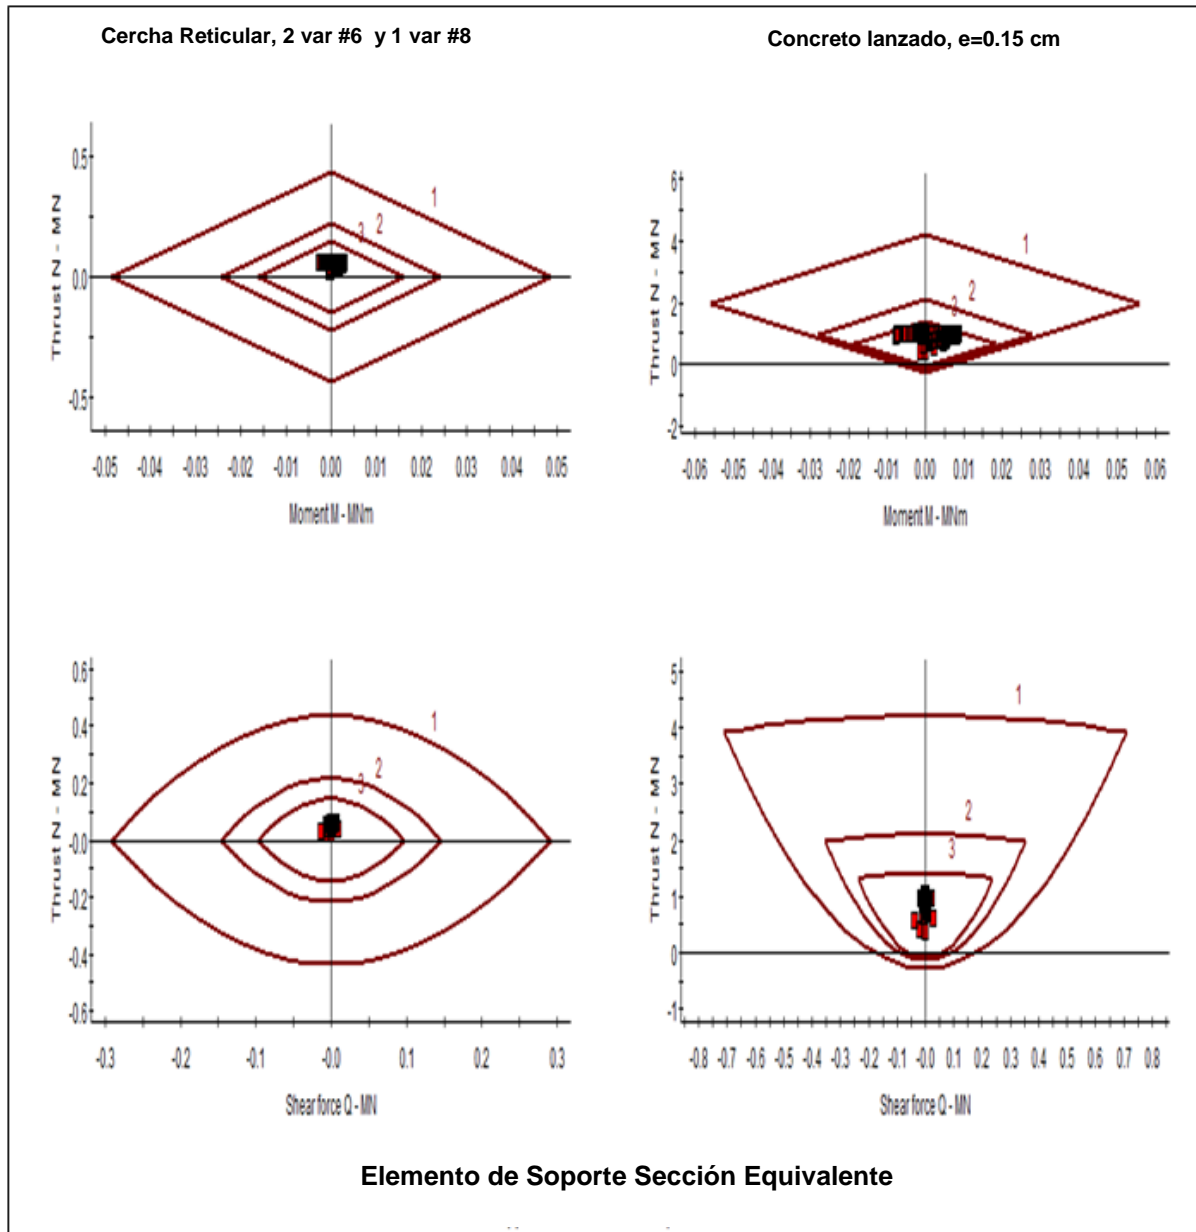 Cercha Reticular, 2 var #6 y 1 var #8
Concreto lanzado, e=0.15 cm
Thrust N - MN
0.5
0.0
-0.5
1
2
3
-0.05 -0.04 -0.03 -0.02 -0.01 0.00 0.01 0.02 0.03 0.04 0.05
Moment M - MNm
Thrust N - MN
6
4
2
0
-2
1
2
3
-0.06 -0.05 -0.04 -0.03 -0.02 -0.01 0.00 0.01 0.02 0.03 0.04 0.05 0.06
Moment M - MNm
Thrust N - MN
0.6
0.4
0.2
-0.0
-0.2
-0.4
-0.6
1
2
3
-0.3 -0.2 -0.1 -0.0 0.1 0.2 0.3
Shear force Q - MN
Thrust N - MN
5
4
3
2
1
0
-1
1
2
3
-0.8 -0.7 -0.6 -0.5 -0.4 -0.3 -0.2 -0.1 -0.0 0.1 0.2 0.3 0.4 0.5 0.6 0.7 0.8
Shear force Q - MN
Elemento de Soporte Sección Equivalente